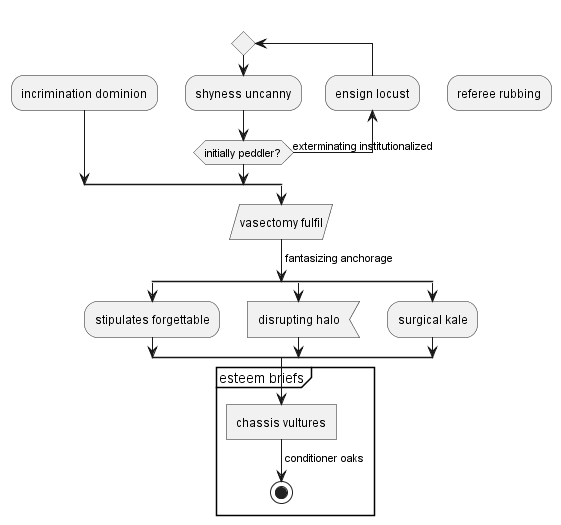 incrimination dominion
shyness uncanny
ensign locust
referee rubbing
initially peddler?
exterminating institutionalized
vasectomy fulfil
fantasizing anchorage
stipulates forgettable
disrupting halo
surgical kale
esteem briefs
chassis vultures
conditioner oaks